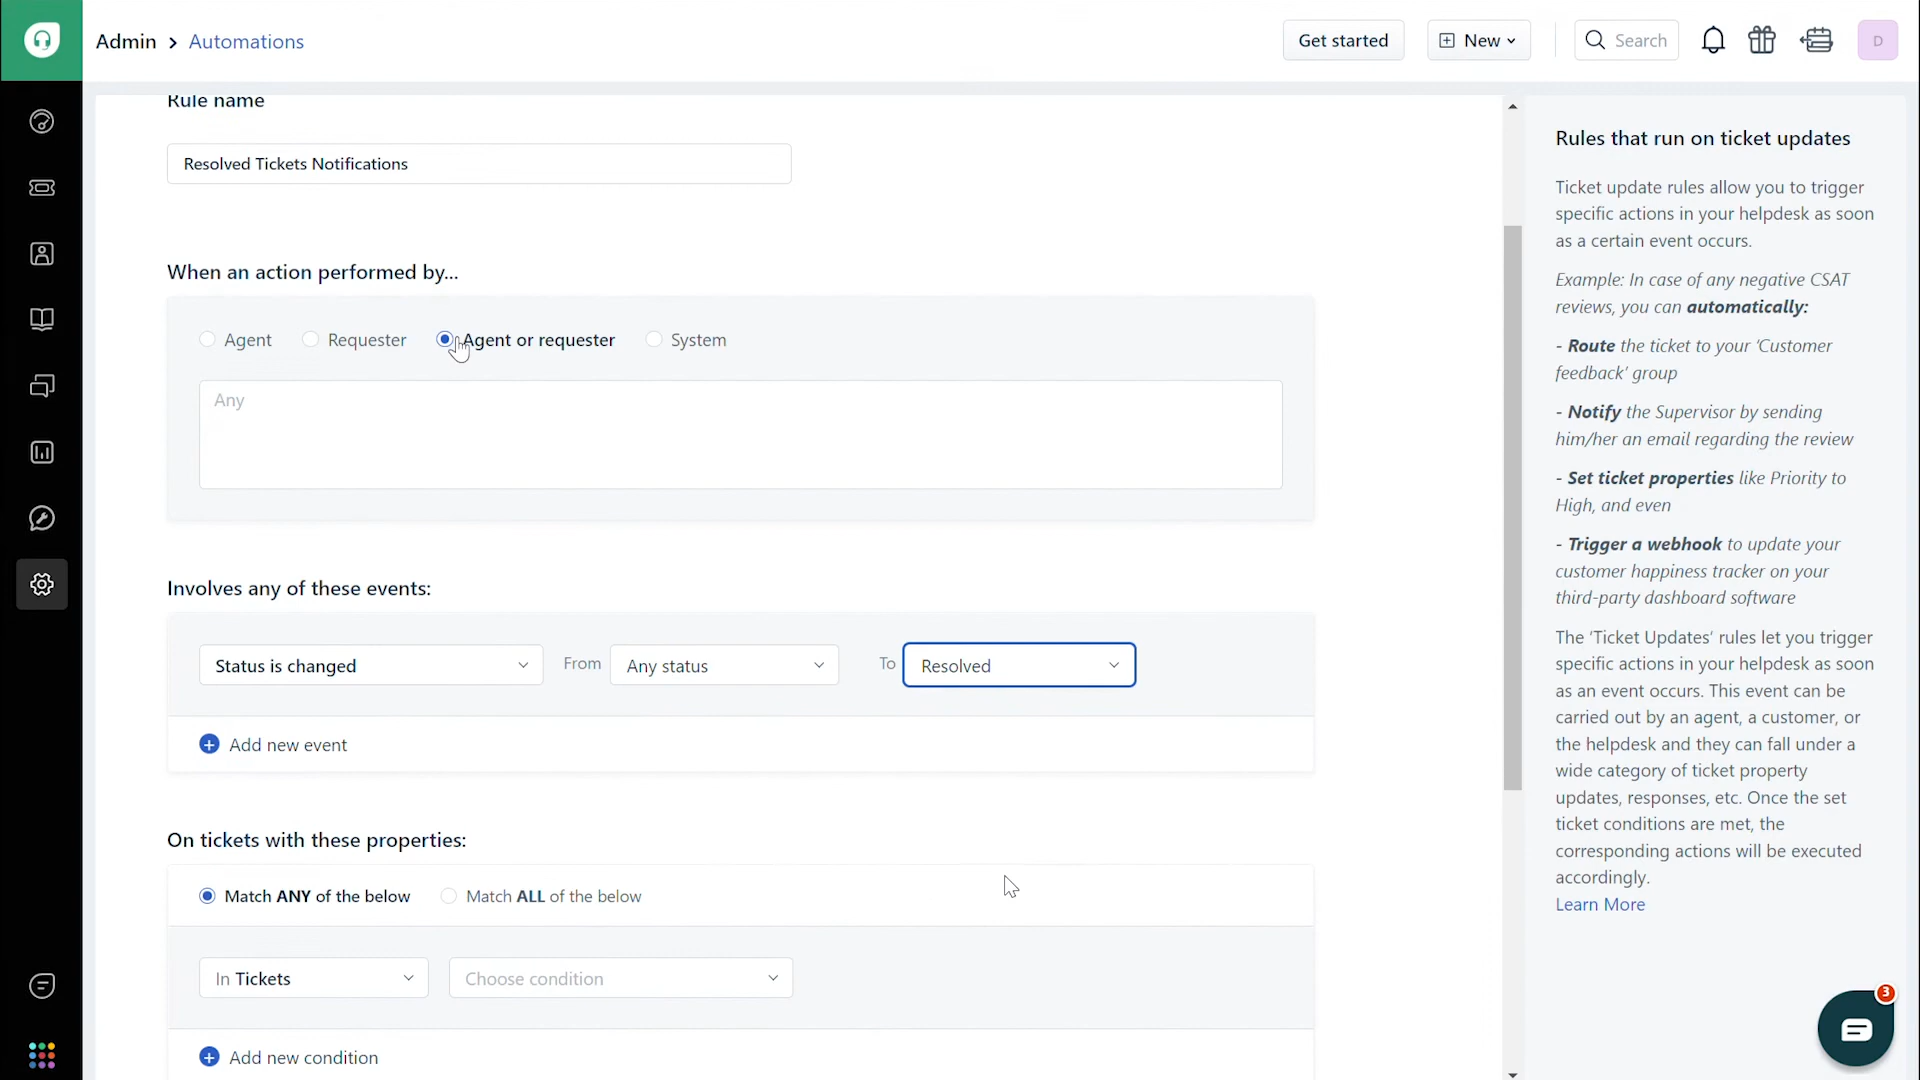 Admin > Automations
Get started
New
Search
D
Rule name
Resolved Tickets Notifications
When an action performed by...
Agent
Requester
Agent or requester
System
Any
Involves any of these events:
Status is changed
From
Any status
To
Resolved
Add new event
On tickets with these properties:
Match ANY of the below
Match ALL of the below
In Tickets
Choose condition
Add new condition
Rules that run on ticket updates
Ticket update rules allow you to trigger
specific actions in your helpdesk as soon
as a certain event occurs.
Example: In case of any negative CSAT
reviews, you can automatically:
- Route the ticket to your 'Customer
feedback' group
- Notify the Supervisor by sending
him/her an email regarding the review
- Set ticket properties like Priority to
High, and even
- Trigger a webhook to update your
customer happiness tracker on your
third-party dashboard software
The 'Ticket Updates' rules let you trigger
specific actions in your helpdesk as soon
as an event occurs. This event can be
carried out by an agent, a customer, or
the helpdesk and they can fall under a
wide category of ticket property
updates, responses, etc. Once the set
ticket conditions are met, the
corresponding actions will be executed
accordingly.
Learn More
3